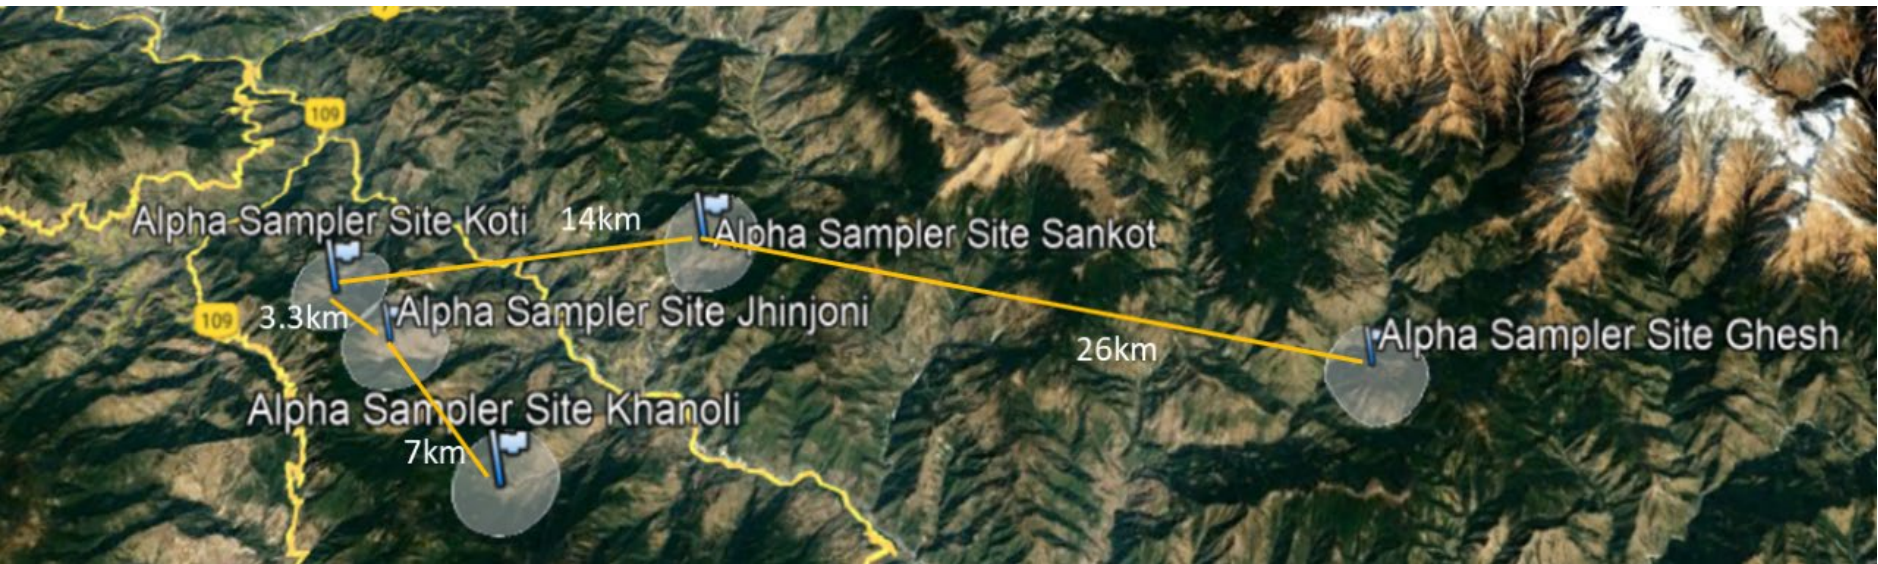 109
Alpha Sampler Site Koti
14km
Alpha Sampler Site Sankot
109
3.3km
Alpha Sampler Site Jhinjoni
26km
Alpha Sampler Site Ghesh
Alpha Sampler Site Khanoli
7km